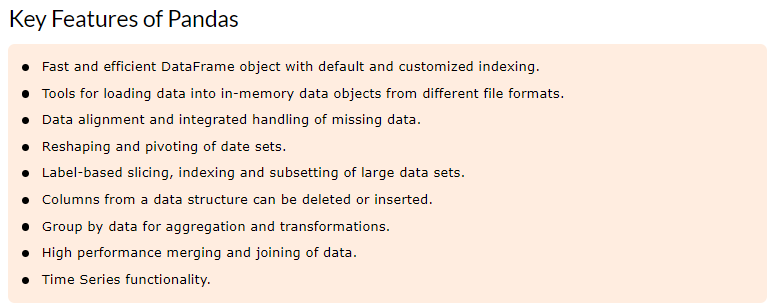 Key Features of Pandas
● Fast and efficient DataFrame object with default and customized indexing.
● Tools for loading data into in-memory data objects from different file formats.
● Data alignment and integrated handling of missing data.
● Reshaping and pivoting of date sets.
● Label-based slicing, indexing and subsetting of large data sets.
● Columns from a data structure can be deleted or inserted.
● Group by data for aggregation and transformations.
● High performance merging and joining of data.
● Time Series functionality.